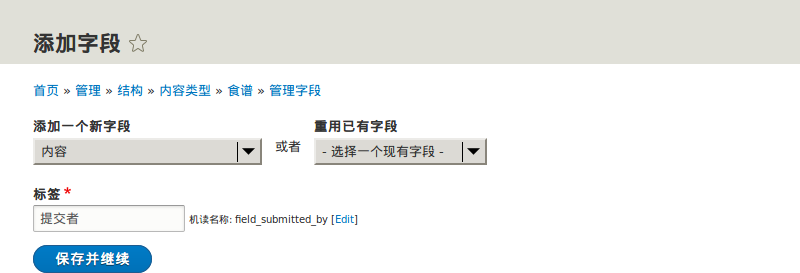 添加字段
首页 » 管理 » 结构 » 内容类型 » 食谱 » 管理字段
添加一个新字段 重用已有字段
内容 或者 - 选择一个现有字段 -
标签 *
提交者 机读名称: field_submitted_by [Edit]
保存并继续